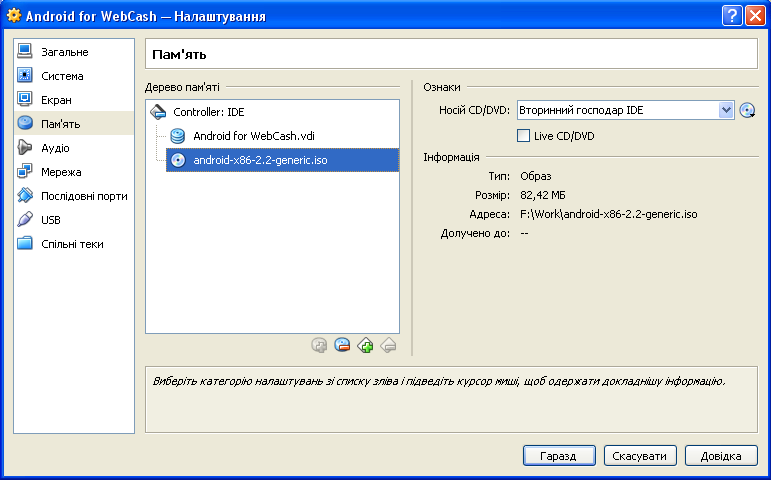 Android for WebCash — Налаштування
Загальне
Система
Екран
Пам'ять
Аудіо
Мережа
Послідовні порти
USB
Спільні теки
Пам'ять
Дерево пам'яті
Controller: IDE
Android for WebCash.vdi
android-x86-2.2-generic.iso
Ознаки
Носій CD/DVD: Вторинний господар IDE
Live CD/DVD
Інформація
Тип: Образ
Розмір: 82,42 МБ
Адреса: F:\Work\android-x86-2.2-generic.iso
Долучено до: --
Виберіть категорію налаштувань зі списку зліва і підведіть курсор миші, щоб одержати докладнішу інформацію.
Гаразд Скасувати Довідка